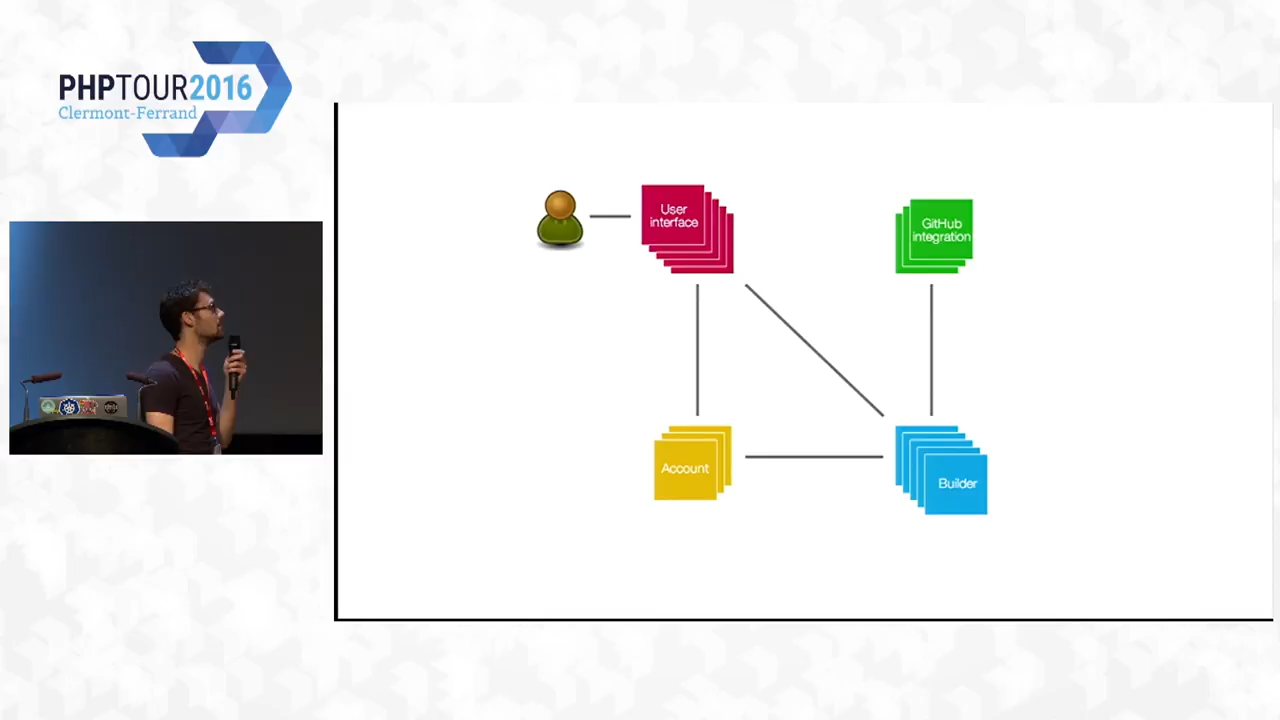 PHPTOUR2016
Clermont-Ferrand
User
interface
GitHub
integration
Account
Builder